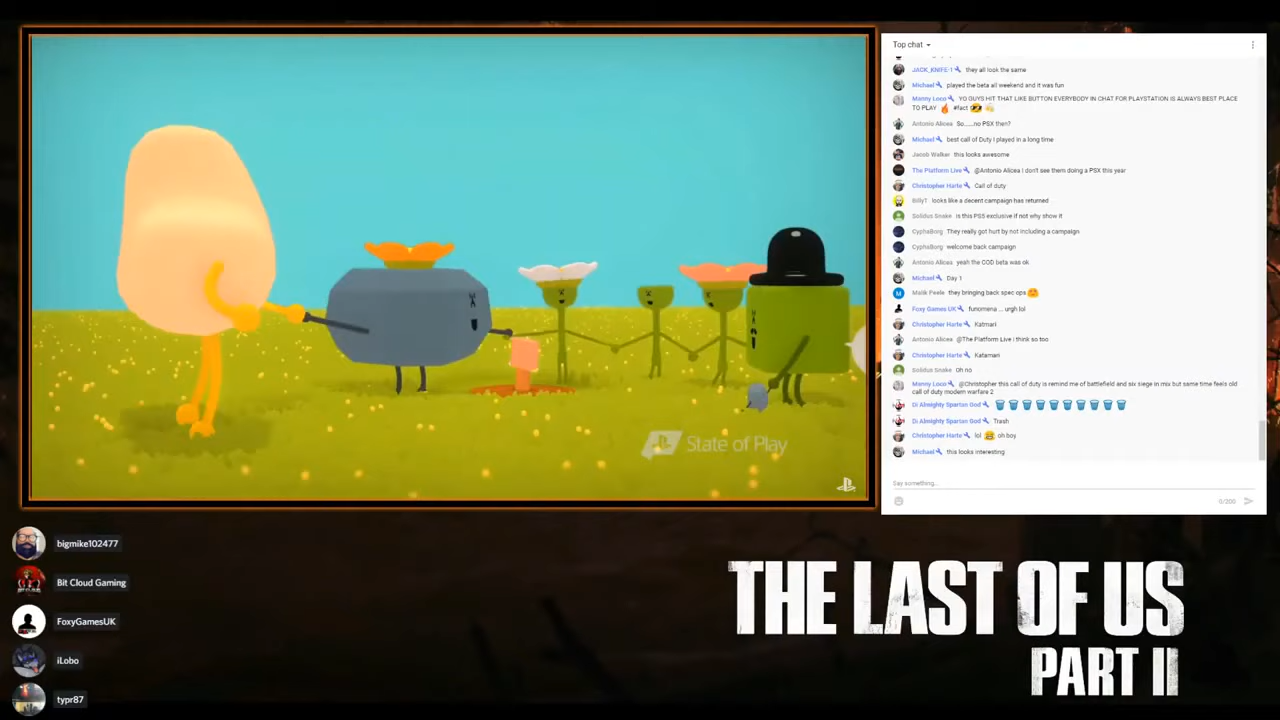 State of Play
Top chat
JACK_KNIFE-1 they all look the same
Michael played the beta all weekend and it was fun
Manny Loco YO GUYS HIT THAT LIKE BUTTON EVERYBODY IN CHAT FOR PLAYSTATION IS ALWAYS BEST PLACE
TO PLAY 🔥 #fact
Antonio Alicea So......no PSX then?
Michael best call of Duty I played in a long time
Jacob Walker this looks awesome
The Platform Live @Antonio Alicea I don't see them doing a PSX this year
Christopher Harte Call of duty
BillyT looks like a decent campaign has returned
Solidus Snake is this PS5 exclusive if not why show it
CyphaBorg They really got hurt by not including a campaign
CyphaBorg welcome back campaign
Antonio Alicea yeah the COD beta was ok.
Michael Day 1
M Malik Peele they bringing back spec ops
Foxy Games UK funomena ... urgh lol
Christopher Harte Katmari
Antonio Alicea @The Platform Live i think so too
Christopher Harte Katamari
Solidus Snake Oh no
Manny Loco @Christopher this call of duty is remind me of battlefield and six siege in mix but same time feels old
call of duty modern warfare 2
Di Almighty Spartan God 🗑🗑🗑🗑🗑🗑🗑🗑🗑🗑
Di Almighty Spartan God Trash
Christopher Harte lol oh boy
Michael this looks interesting
Say something...
0/200
bigmike102477
Bit Cloud Gaming
FoxyGamesUK
iLobo
typr87
THE LAST OF US
PART II